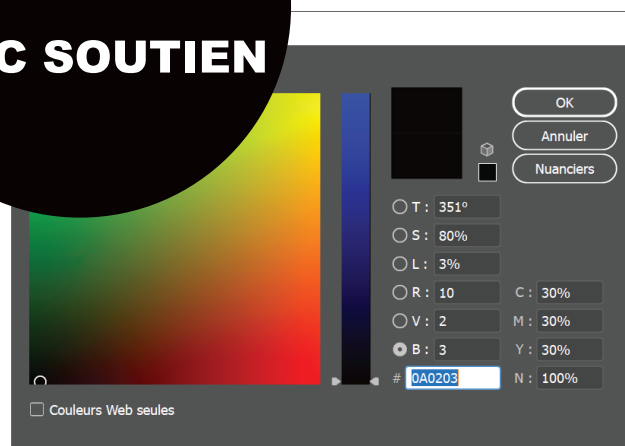 C SOUTIEN
OK
Annuler
Nuanciers
T : 351°
S : 80%
L : 3%
R : 10 C : 30%
V : 2 M : 30%
B : 3 Y : 30%
# 0A0203 N : 100%
Couleurs Web seules